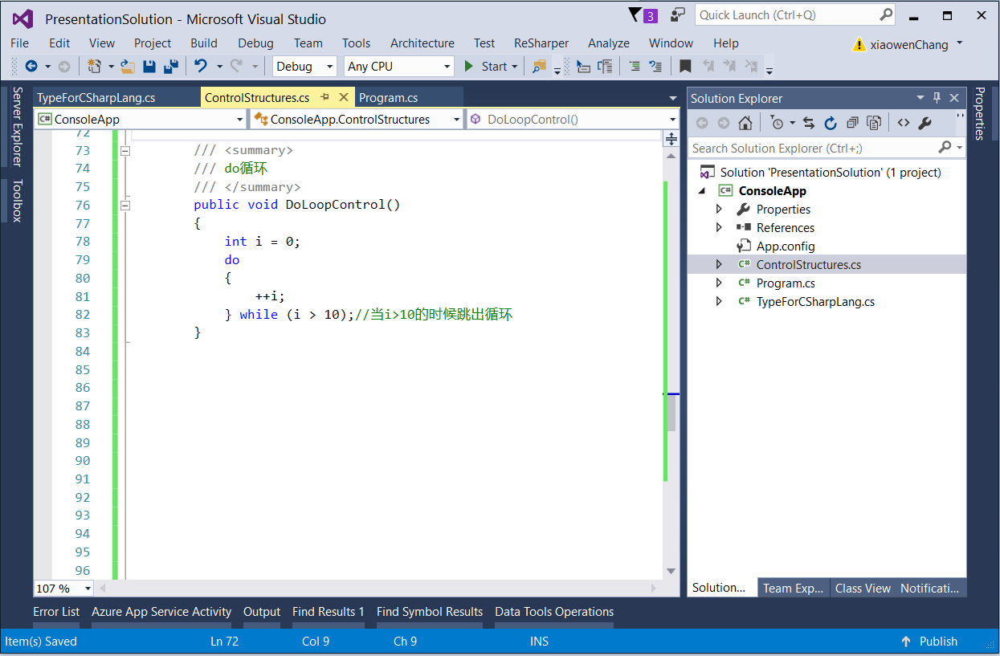 PresentationSolution - Microsoft Visual Studio
3
Quick Launch (Ctrl+Q)
File Edit View Project Build Debug Team Tools Architecture Test ReSharper Analyze Window Help
xiaowenChang
Debug Any CPU Start
Server Explorer
Toolbox
TypeForCSharpLang.cs ControlStructures.cs Program.cs
C# ConsoleApp ConsoleApp.ControlStructures DoLoopControl()
72
73 /// <summary>
74 /// do循环
75 /// </summary>
76 public void DoLoopControl()
77 {
78 int i = 0;
79 do
80 {
81 ++i;
82 } while (i > 10);//当i>10的时候跳出循环
83 }
84
85
86
87
88
89
90
91
92
93
94
95
96
107 %
Solution Explorer
Search Solution Explorer (Ctrl+;)
Solution 'PresentationSolution' (1 project)
C# ConsoleApp
Properties
References
App.config
C# ControlStructures.cs
C# Program.cs
C# TypeForCSharpLang.cs
Solution... Team Exp... Class View Notificati...
Properties
Error List Azure App Service Activity Output Find Results 1 Find Symbol Results Data Tools Operations
Item(s) Saved Ln 72 Col 9 Ch 9 INS Publish